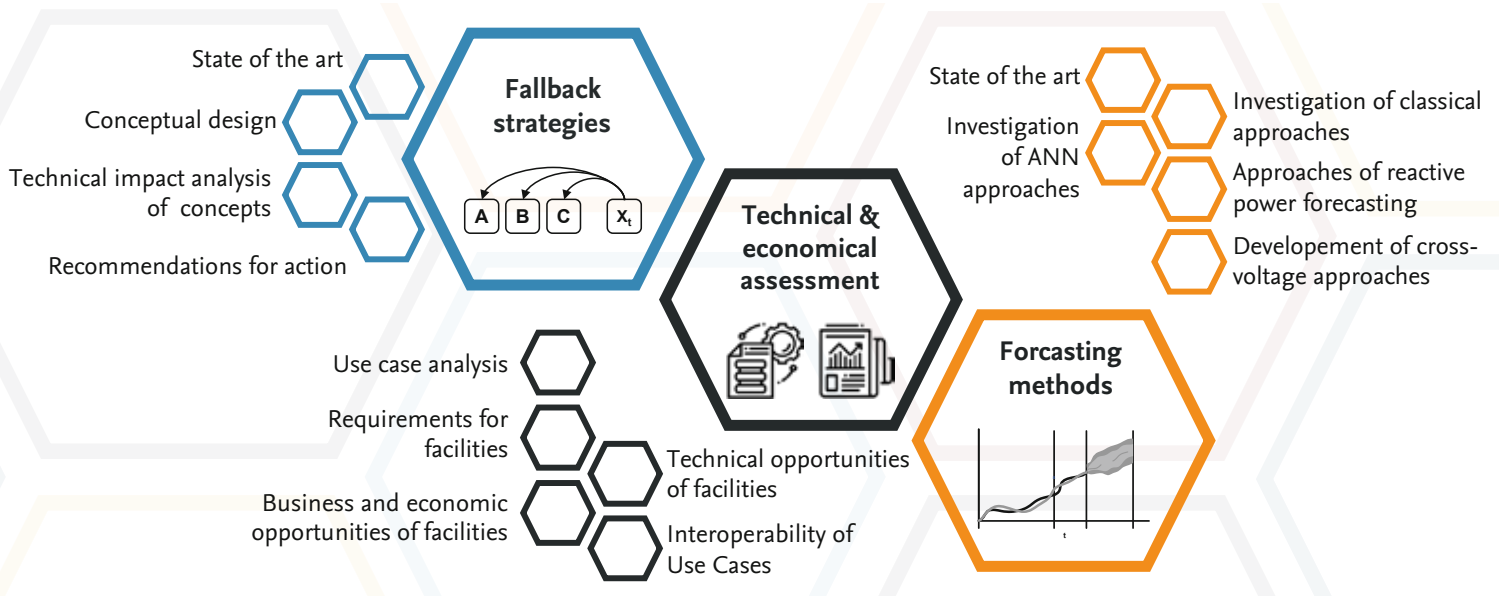 State of the art
Conceptual design
Technical impact analysis
of concepts
Recommendations for action
Fallback
strategies
A B C Xt
Technical &
economical
assessment
Use case analysis
Requirements for
facilities
Technical opportunities
of facilities
Business and economic
opportunities of facilities
Interoperability of
Use Cases
State of the art
Investigation of classical
approaches
Investigation
of ANN
approaches
Approaches of reactive
power forecasting
Developement of cross-
voltage approaches
Forcasting
methods
t